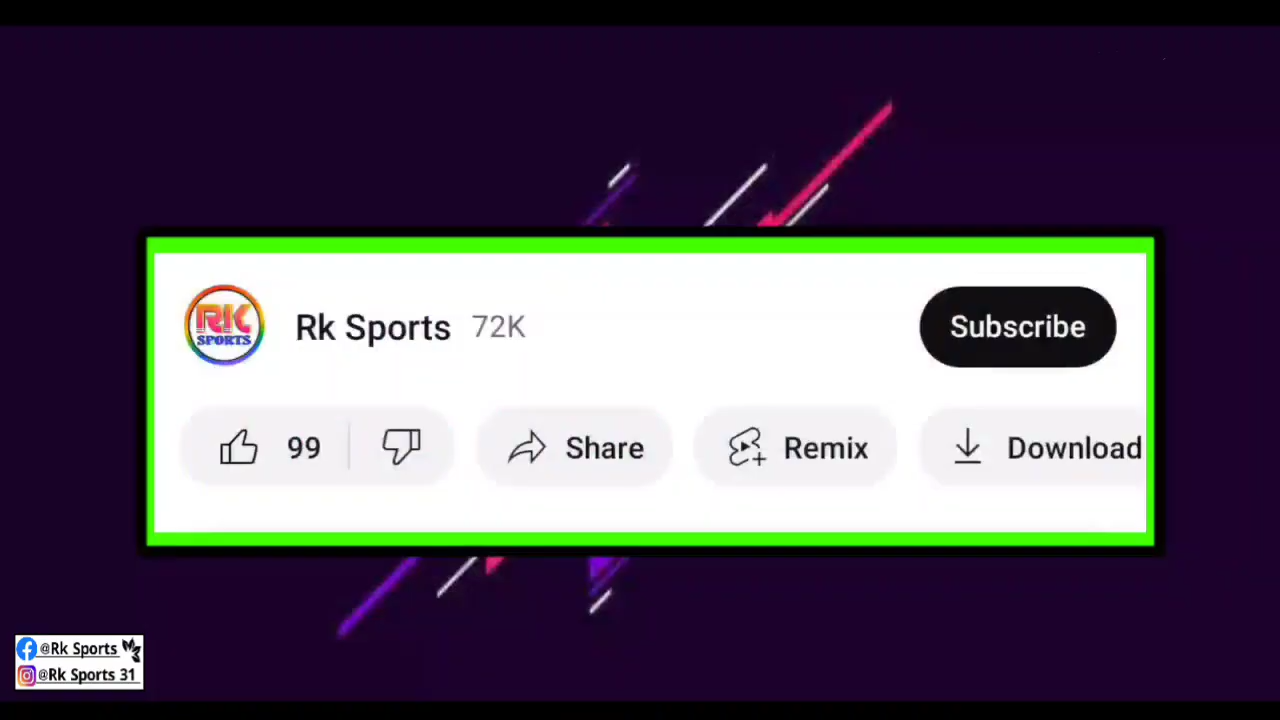 RK
SPORTS
Rk Sports 72K
Subscribe
99
Share
Remix
Download
@Rk Sports
@Rk Sports 31